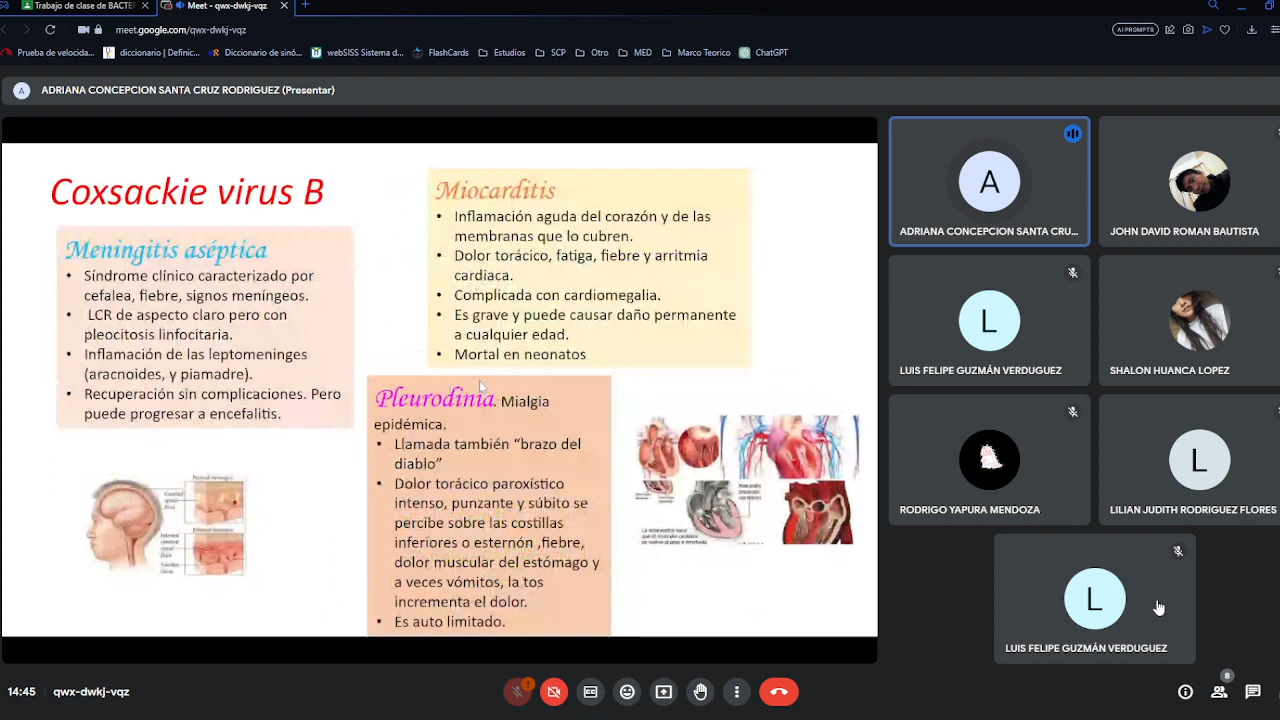 Trabajo de clase de BACTEF
Meet - qwx-dwkj-vqz
meet.google.com/qwx-dwkj-vqz
AI PROMPTS
Prueba de velocida...
diccionario | Definic...
Diccionario de sinó...
webSISS Sistema d...
FlashCards
Estudios
SCP
Otro
MED
Marco Teorico
ChatGPT
A
ADRIANA CONCEPCION SANTA CRUZ RODRIGUEZ (Presentar)
Coxsackie virus B
Meningitis aséptica
• Síndrome clínico caracterizado por
cefalea, fiebre, signos meníngeos.
• LCR de aspecto claro pero con
pleocitosis linfocitaria.
• Inflamación de las leptomeninges
(aracnoides, y piamadre).
• Recuperación sin complicaciones. Pero
puede progresar a encefalitis.
Miocarditis
• Inflamación aguda del corazón y de las
membranas que lo cubren.
• Dolor torácico, fatiga, fiebre y arritmia
cardiaca.
• Complicada con cardiomegalia.
• Es grave y puede causar daño permanente
a cualquier edad.
• Mortal en neonatos
Pleurodinia. Mialgia
epidémica.
• Llamada también “brazo del
diablo”
• Dolor torácico paroxístico
intenso, punzante y súbito se
percibe sobre las costillas
inferiores o esternón ,fiebre,
dolor muscular del estómago y
a veces vómitos, la tos
incrementa el dolor.
• Es auto limitado.
A
ADRIANA CONCEPCION SANTA CRU...
JOHN DAVID ROMAN BAUTISTA
L
LUIS FELIPE GUZMÁN VERDUGUEZ
SHALON HUANCA LOPEZ
RODRIGO YAPURA MENDOZA
L
LILIAN JUDITH RODRIGUEZ FLORES
L
LUIS FELIPE GUZMÁN VERDUGUEZ
14:45
qwx-dwkj-vqz
8